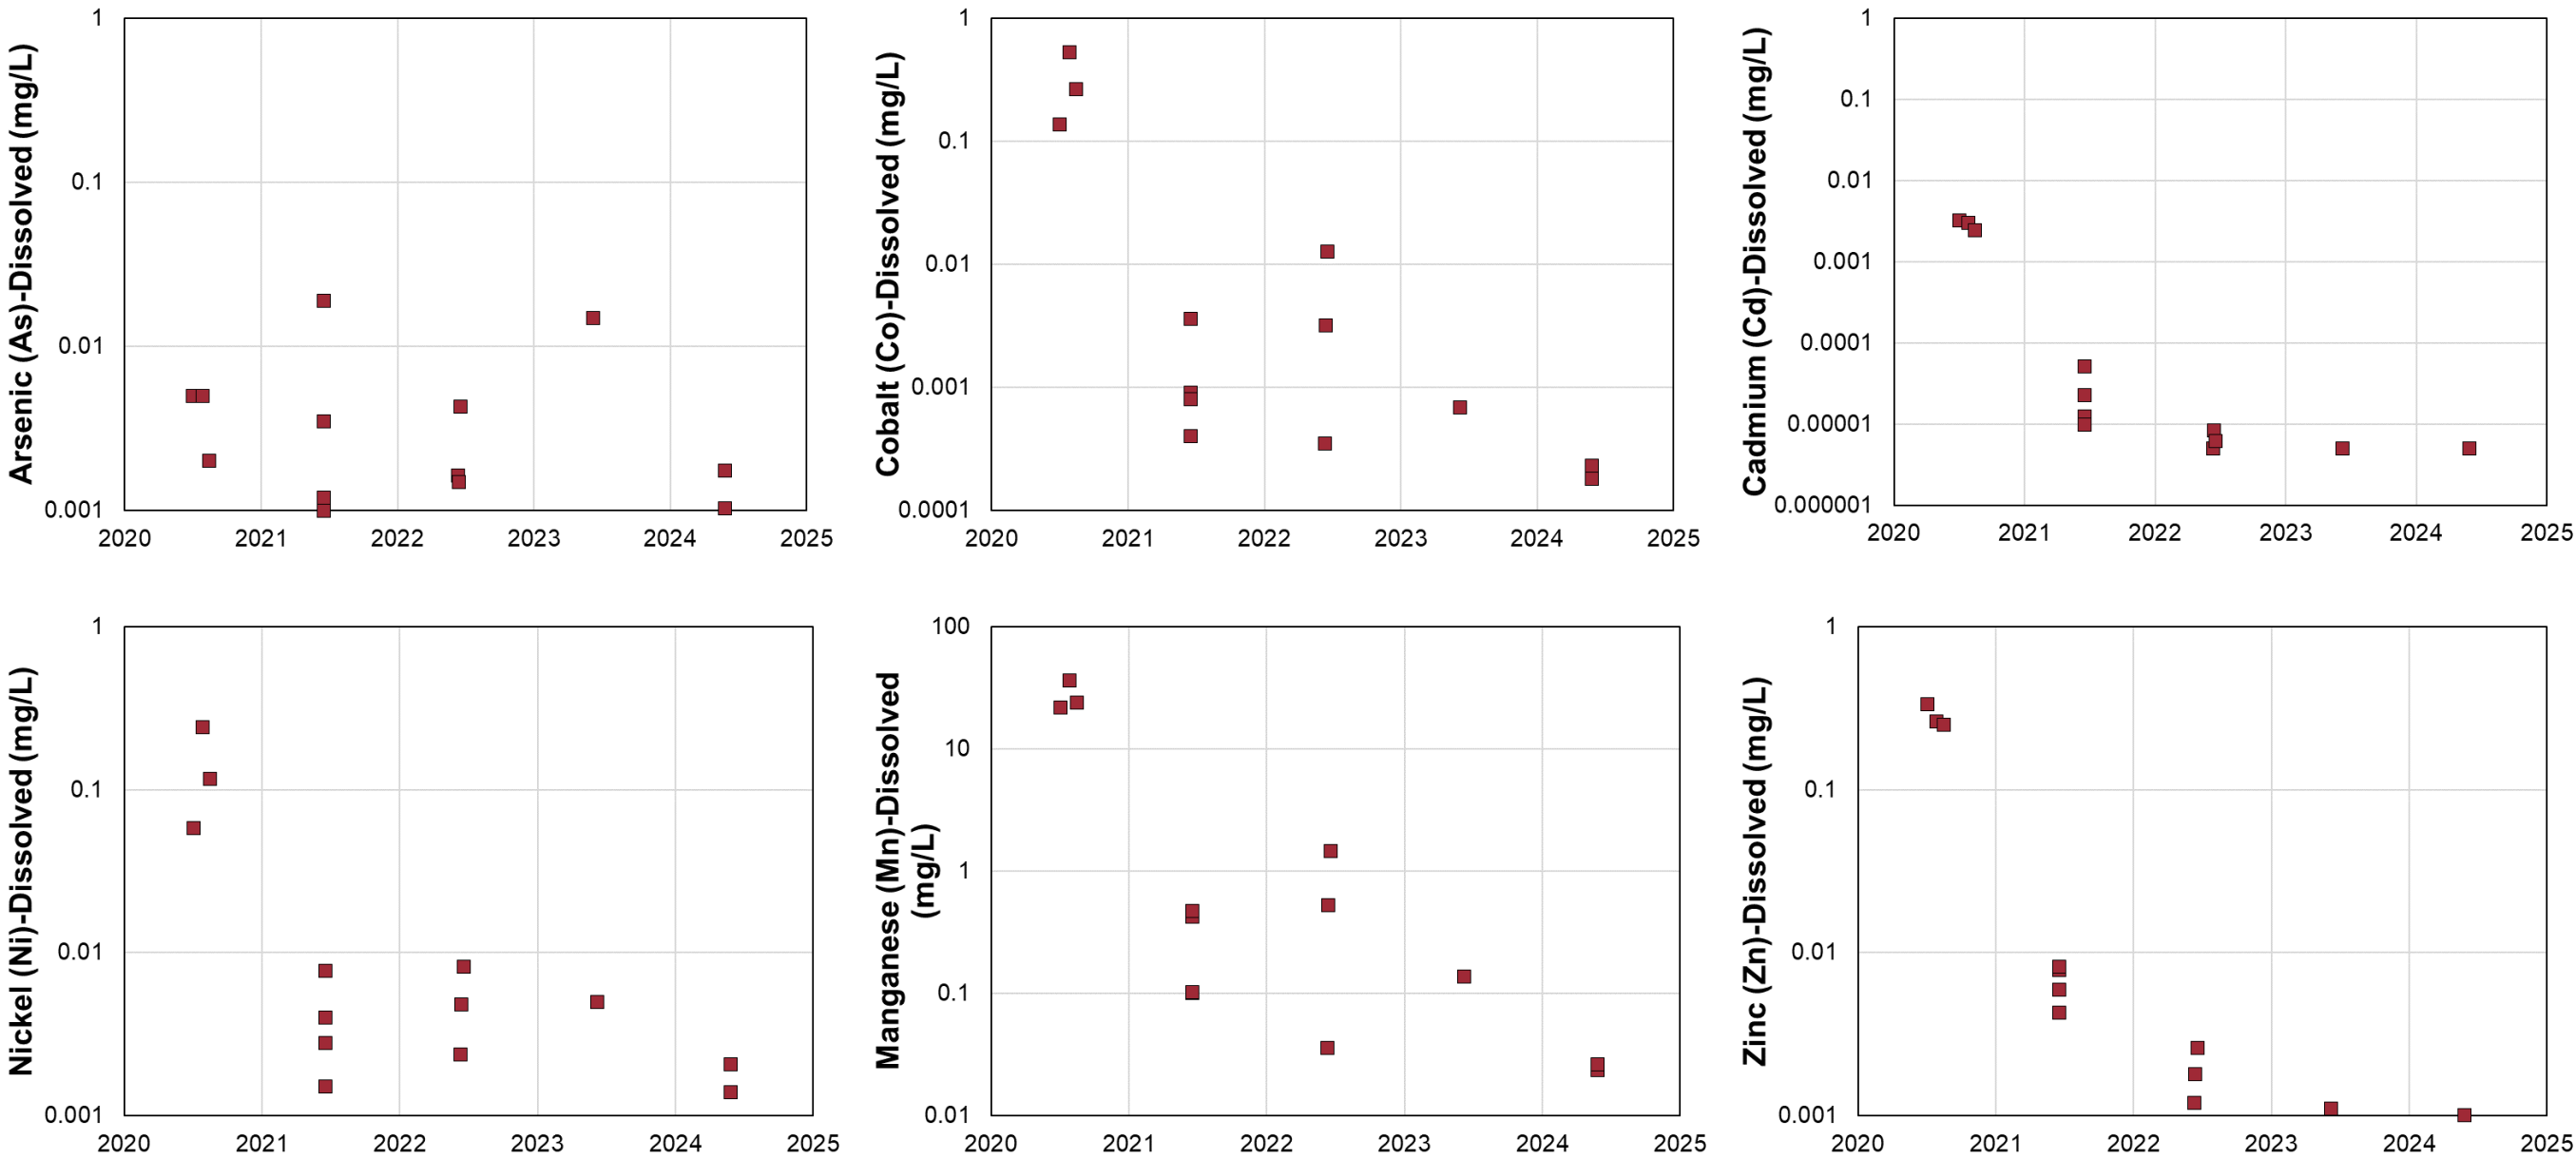 Arsenic (As)-Dissolved (mg/L)
1
0.1
0.01
0.001
2020 2021 2022 2023 2024 2025
Cobalt (Co)-Dissolved (mg/L)
1
0.1
0.01
0.001
0.0001
2020 2021 2022 2023 2024 2025
Cadmium (Cd)-Dissolved (mg/L)
1
0.1
0.01
0.001
0.0001
0.00001
0.000001
2020 2021 2022 2023 2024 2025
Nickel (Ni)-Dissolved (mg/L)
1
0.1
0.01
0.001
2020 2021 2022 2023 2024 2025
Manganese (Mn)-Dissolved
(mg/L)
100
10
1
0.1
0.01
2020 2021 2022 2023 2024 2025
Zinc (Zn)-Dissolved (mg/L)
1
0.1
0.01
0.001
2020 2021 2022 2023 2024 2025